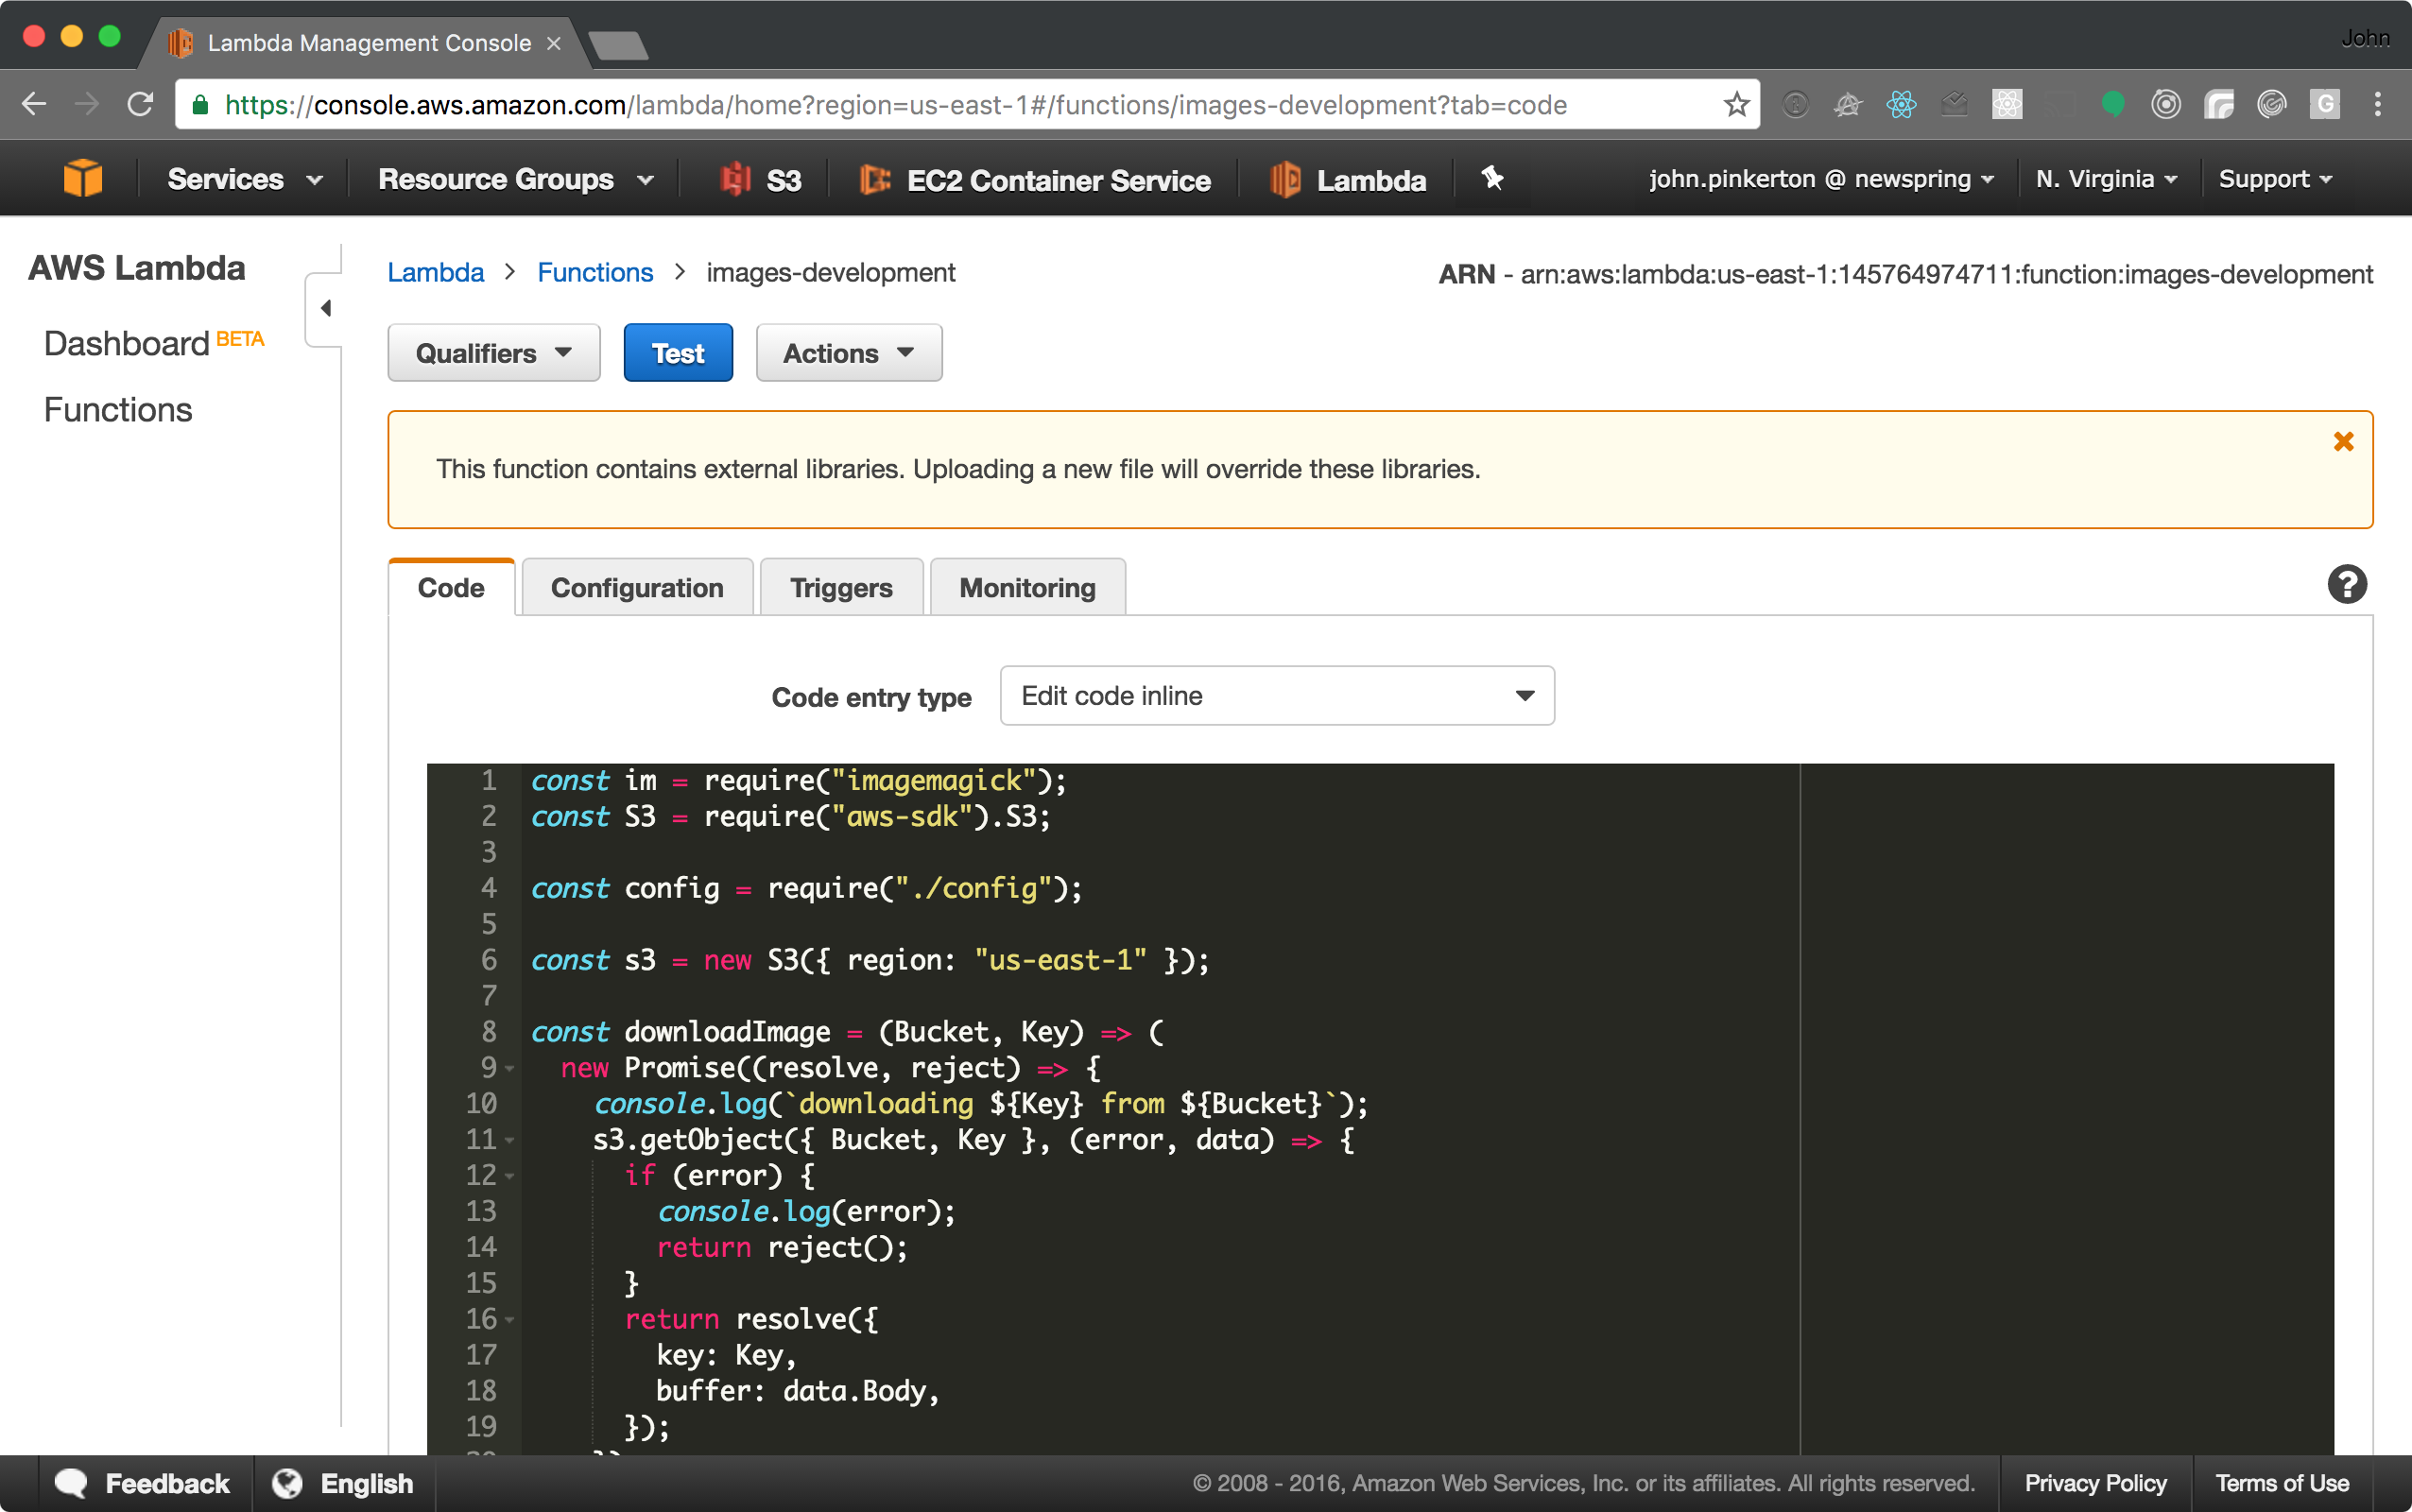 Lambda Management Console
John
https://console.aws.amazon.com/lambda/home?region=us-east-1#/functions/images-development?tab=code
G
Services
Resource Groups
S3
EC2 Container Service
Lambda
john.pinkerton @ newspring
N. Virginia
Support
AWS Lambda
Dashboard BETA
Functions
Lambda > Functions > images-development
ARN - arn:aws:lambda:us-east-1:145764974711:function:images-development
Qualifiers
Test
Actions
This function contains external libraries. Uploading a new file will override these libraries.
Code
Configuration
Triggers
Monitoring
?
Code entry type
Edit code inline
1 const im = require("imagemagick");
2 const S3 = require("aws-sdk").S3;
3
4 const config = require("./config");
5
6 const s3 = new S3({ region: "us-east-1" });
7
8 const downloadImage = (Bucket, Key) => (
9 new Promise((resolve, reject) => {
10 console.log(`downloading ${Key} from ${Bucket}`);
11 s3.getObject({ Bucket, Key }, (error, data) => {
12 if (error) {
13 console.log(error);
14 return reject();
15 }
16 return resolve({
17 key: Key,
18 buffer: data.Body,
19 });
Feedback
English
© 2008 - 2016, Amazon Web Services, Inc. or its affiliates. All rights reserved.
Privacy Policy
Terms of Use